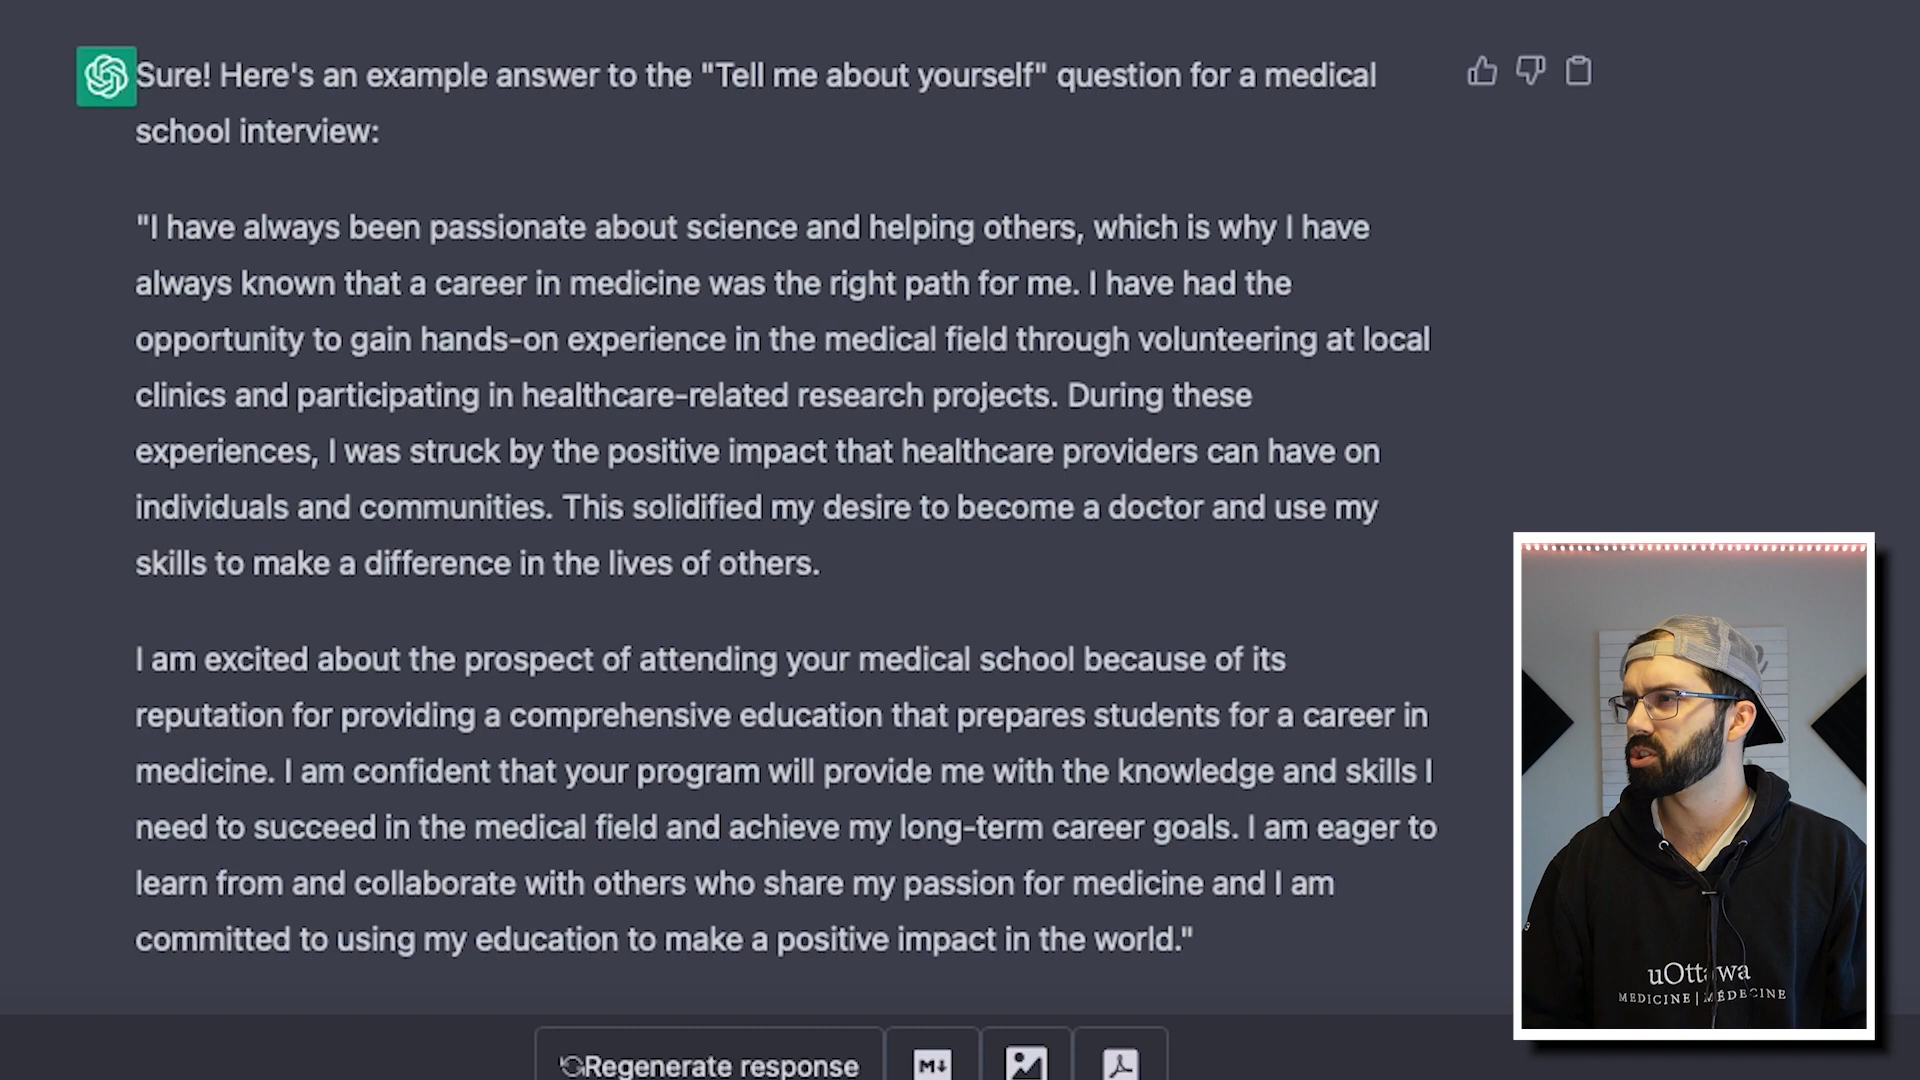 Sure! Here's an example answer to the "Tell me about yourself" question for a medical
school interview:
"I have always been passionate about science and helping others, which is why I have
always known that a career in medicine was the right path for me. I have had the
opportunity to gain hands-on experience in the medical field through volunteering at local
clinics and participating in healthcare-related research projects. During these
experiences, I was struck by the positive impact that healthcare providers can have on
individuals and communities. This solidified my desire to become a doctor and use my
skills to make a difference in the lives of others.
I am excited about the prospect of attending your medical school because of its
reputation for providing a comprehensive education that prepares students for a career in
medicine. I am confident that your program will provide me with the knowledge and skills I
need to succeed in the medical field and achieve my long-term career goals. I am eager to
learn from and collaborate with others who share my passion for medicine and I am
committed to using my education to make a positive impact in the world."
uOttawa
MEDICINE | MÉDECINE
Regenerate response
M↓